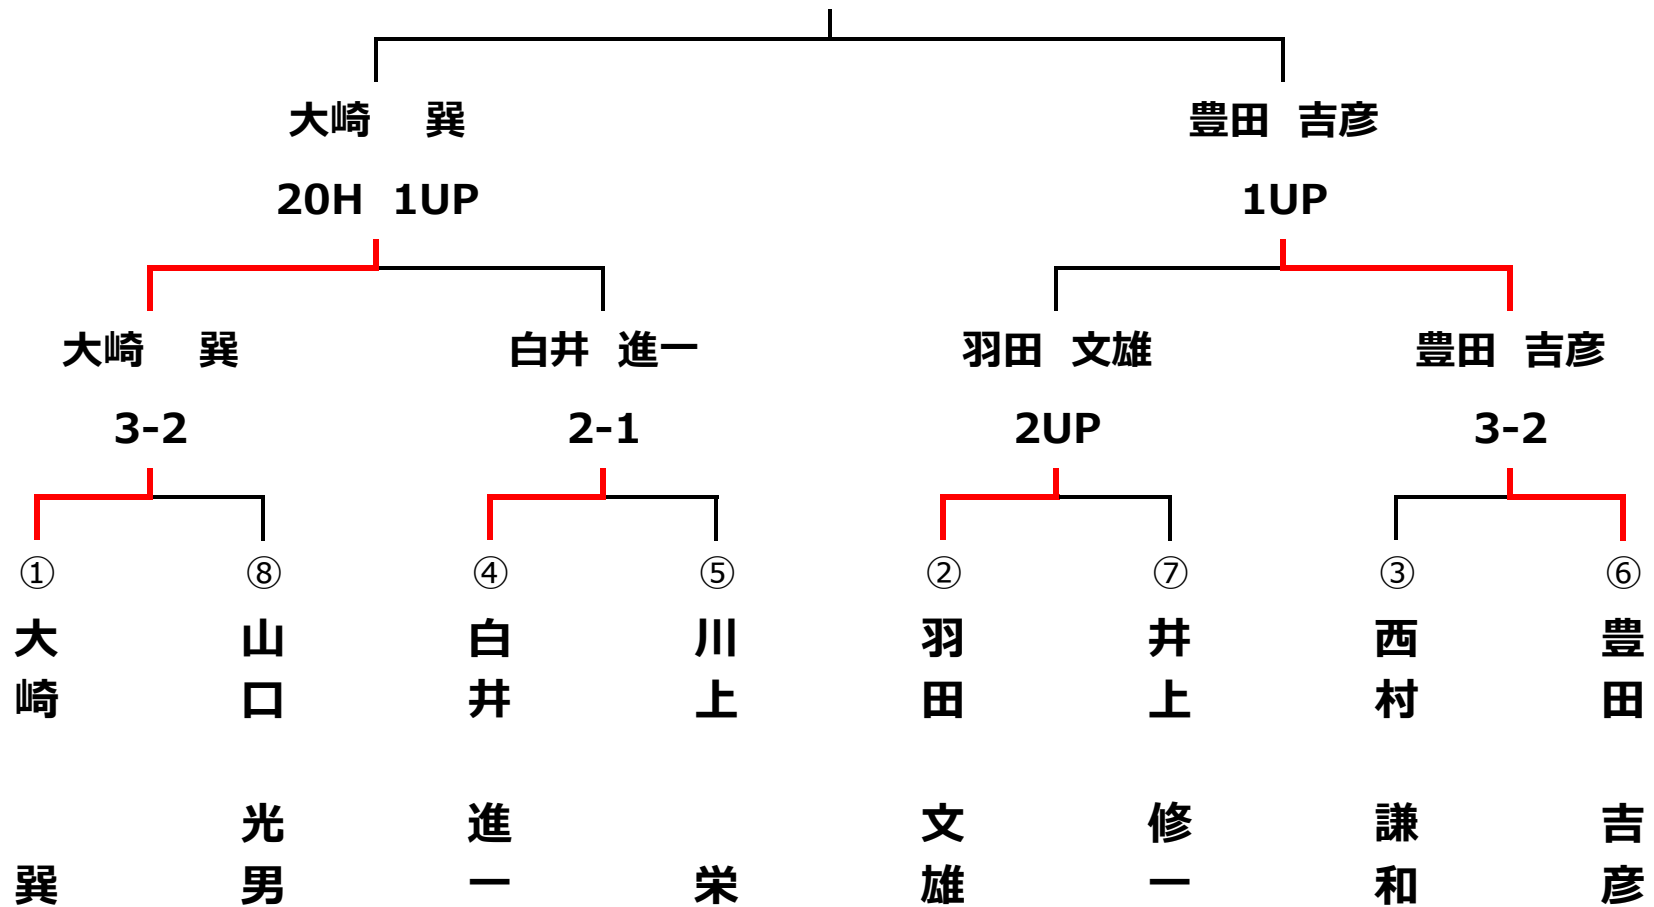 大崎　巽
豊田　吉彦
20H 1UP
1UP
大崎　巽
白井　進一
羽田　文雄
豊田　吉彦
3-2
2-1
2UP
3-2
①
⑧
④
⑤
②
⑦
③
⑥
大崎　巽
山口　光男
白井　進一
川上　栄
羽田　文雄
井上　修一
西村　謙和
豊田　吉彦